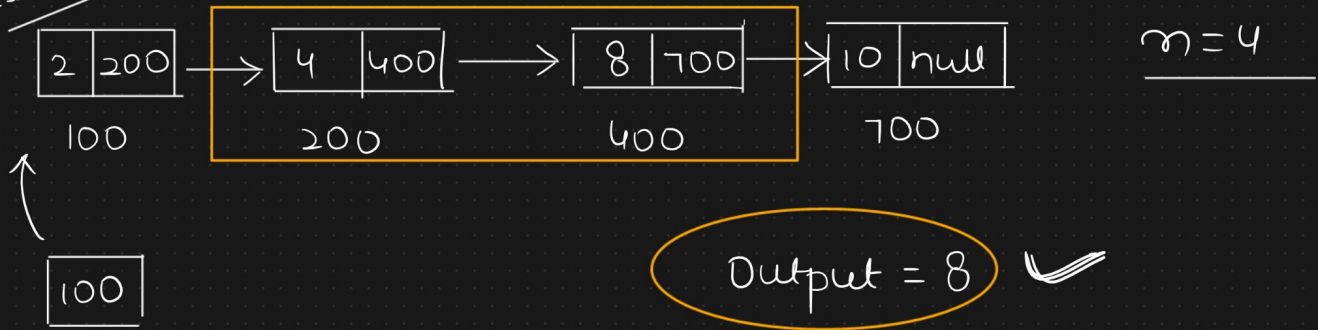 2 200 → 4 400 → 8 700 → 10 null
n = 4
100 200 400 700
100
Output = 8